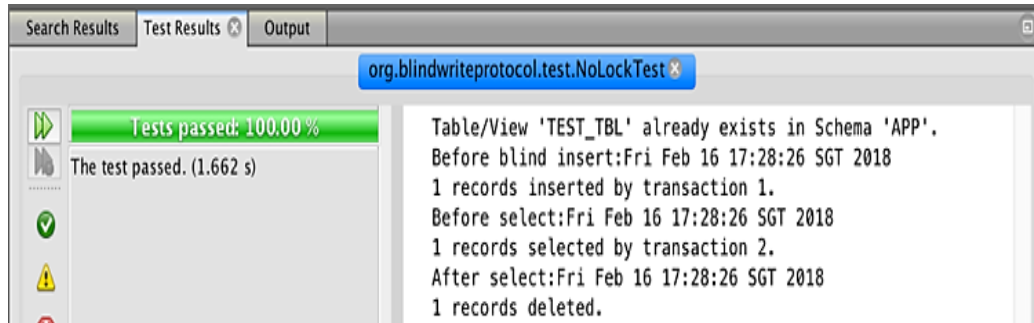 Search Results
Test Results
Output
org.blindwriteprotocol.test.NoLockTest
Tests passed: 100.00 %
The test passed. (1.662 s)
Table/View 'TEST_TBL' already exists in Schema 'APP'.
Before blind insert:Fri Feb 16 17:28:26 SGT 2018
1 records inserted by transaction 1.
Before select:Fri Feb 16 17:28:26 SGT 2018
1 records selected by transaction 2.
After select:Fri Feb 16 17:28:26 SGT 2018
1 records deleted.